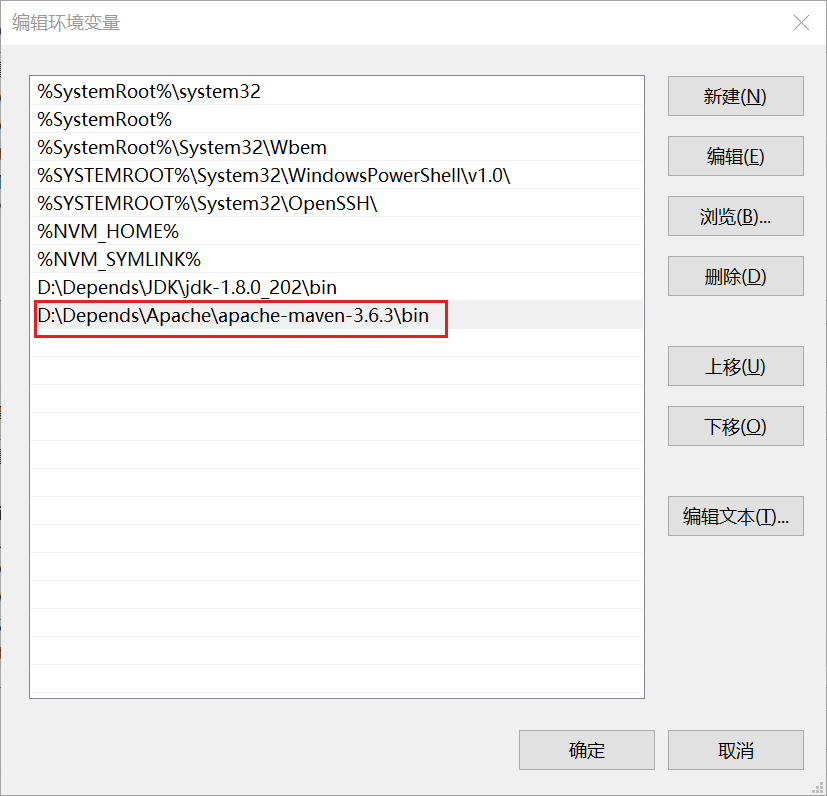 编辑环境变量
%SystemRoot%\system32
%SystemRoot%
%SystemRoot%\System32\Wbem
%SYSTEMROOT%\System32\WindowsPowerShell\v1.0\
%SYSTEMROOT%\System32\OpenSSH\
%NVM_HOME%
%NVM_SYMLINK%
D:\Depends\JDK\jdk-1.8.0_202\bin
D:\Depends\Apache\apache-maven-3.6.3\bin
新建(N)
编辑(E)
浏览(B)...
删除(D)
上移(U)
下移(O)
编辑文本(T)...
确定
取消